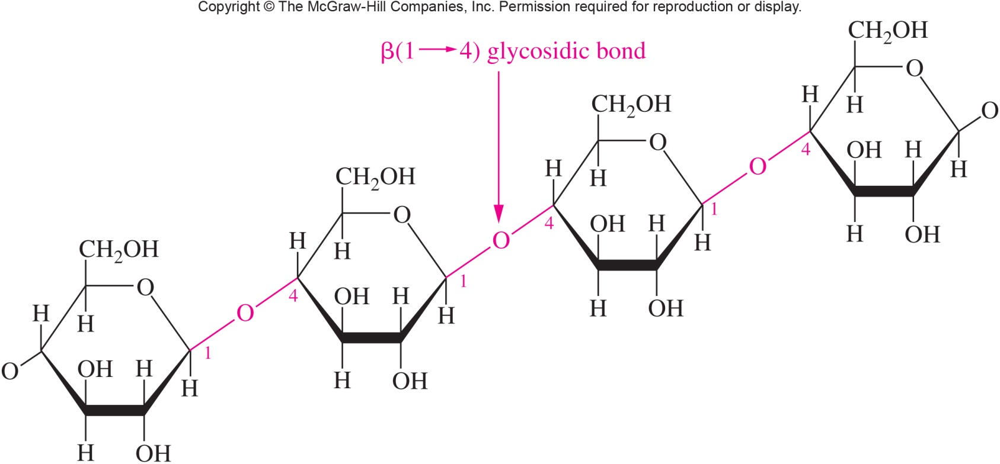 Copyright © The McGraw-Hill Companies, Inc. Permission required for reproduction or display.
β(1⟶4) glycosidic bond
CH₂OH
O
H
H
O
4
OH
H
H
H
OH
CH₂OH
O
H
H
O
4
OH
H
1
H
H
OH
CH₂OH
O
H
H
O
4
OH
H
1
H
H
OH
CH₂OH
O
H
H
O
4
OH
H
1
H
H
OH
O